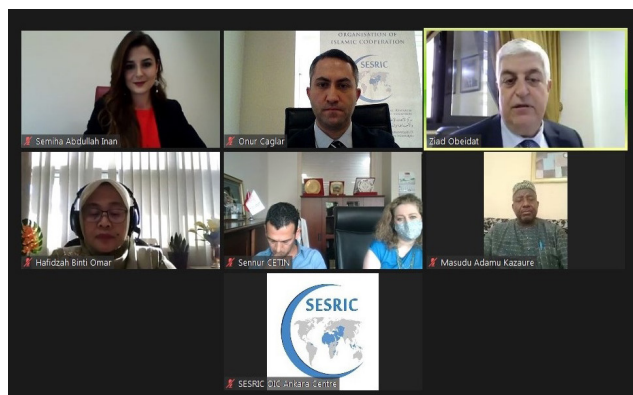 Semiha Abdullah Inan
ORGANISATION OF
ISLAMIC COOPERATION
SESRIC
Onur Caglar
Ziad Obeidat
Hafidzah Binti Omar
Sennur CETIN
Masudu Adamu Kazaure
SESRIC
SESRIC OIC Ankara Centre